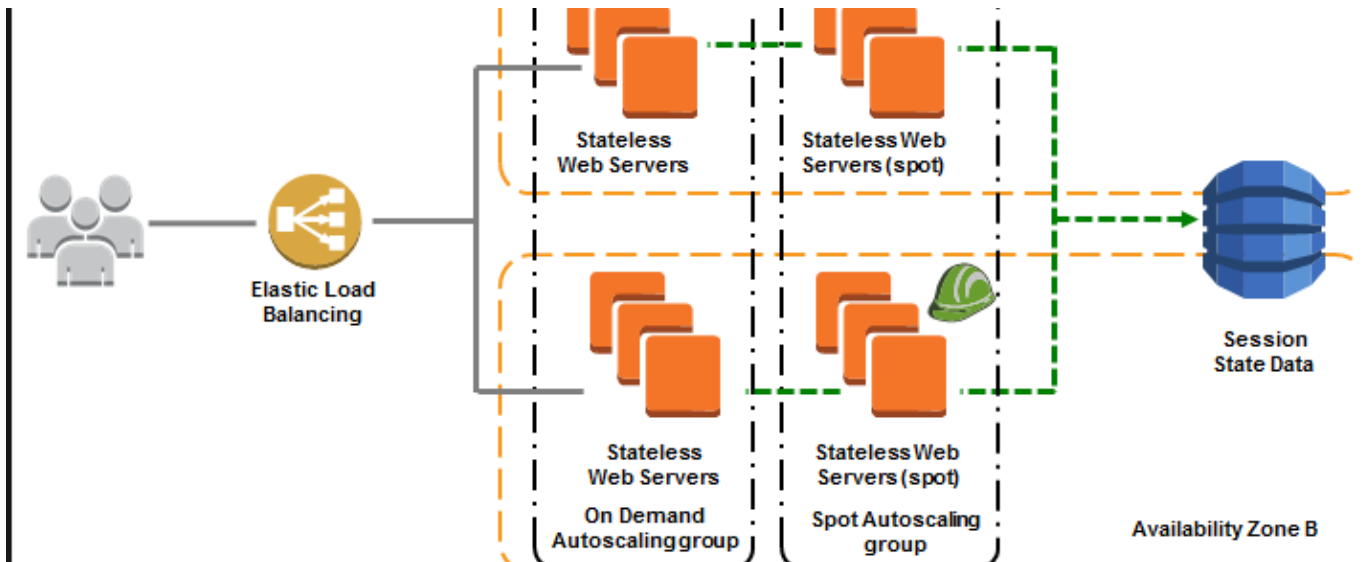 Stateless
Web Servers
Stateless Web
Servers (spot)
Elastic Load
Balancing
Session
State Data
Stateless
Web Servers
Stateless Web
Servers (spot)
On Demand
Autoscaling group
Spot Autoscaling
group
Availability Zone B